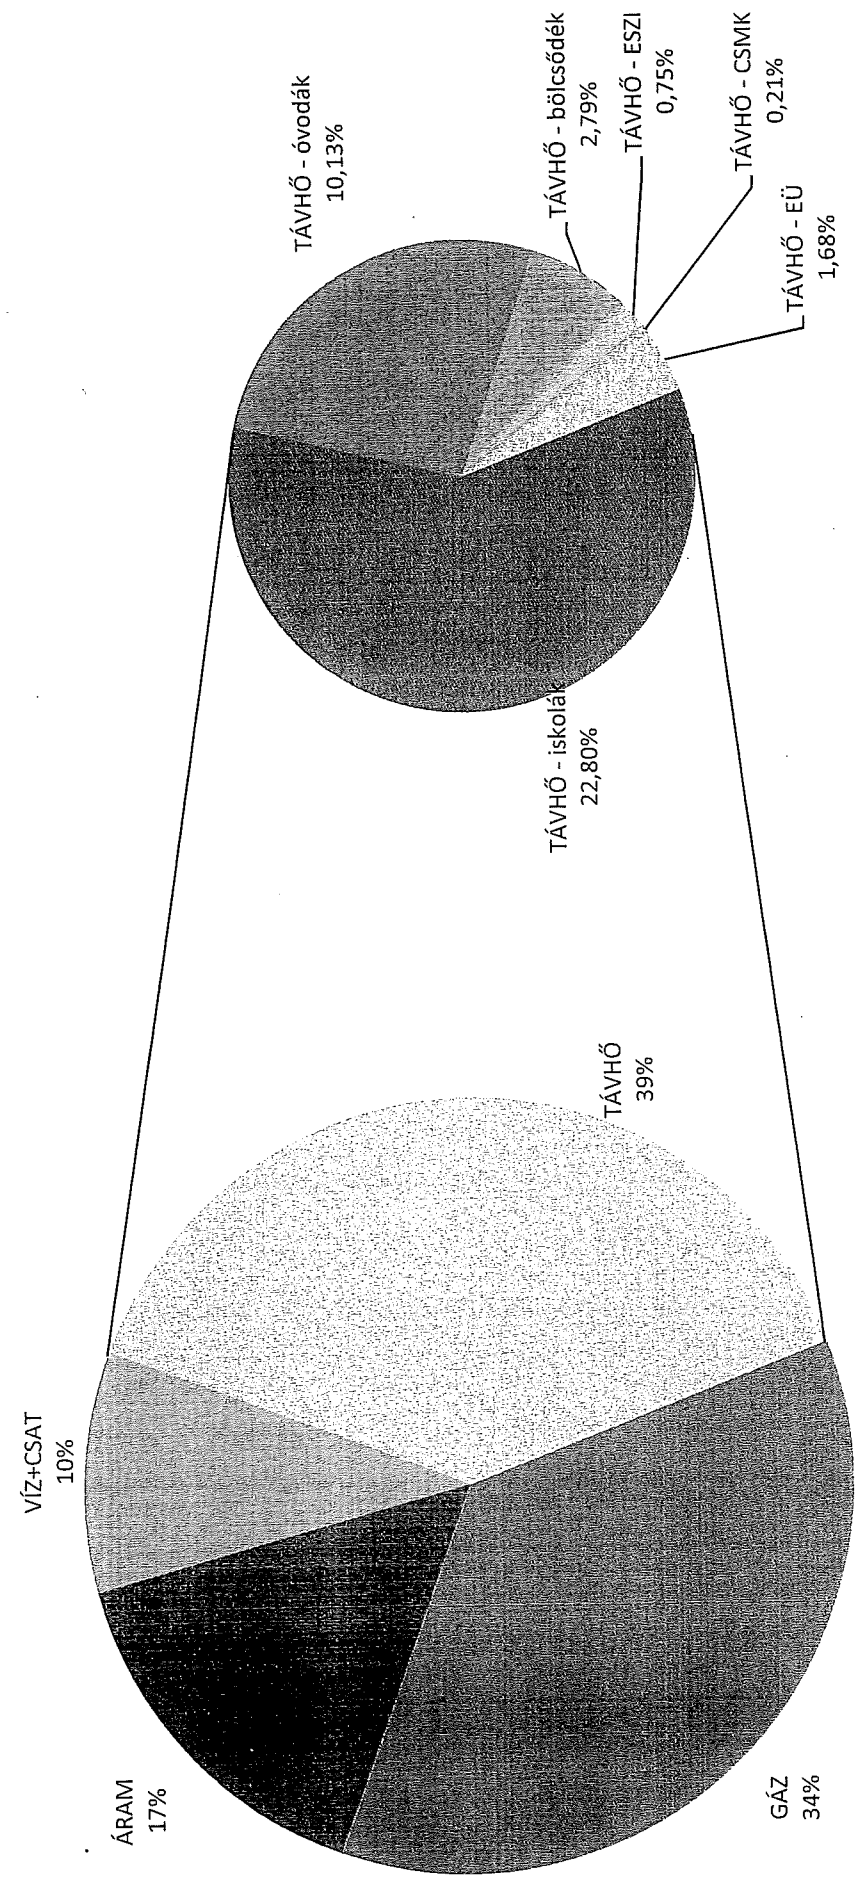 VÍZ+CSAT
10%
ÁRAM
17%
GÁZ
34%
TÁVHŐ
39%
TÁVHŐ - iskolák
22,80%
TÁVHŐ - óvodák
10,13%
TÁVHŐ - bölcsődék
2,79%
TÁVHŐ - ESZI
0,75%
TÁVHŐ - CSMK
0,21%
TÁVHŐ - EÜ
1,68%